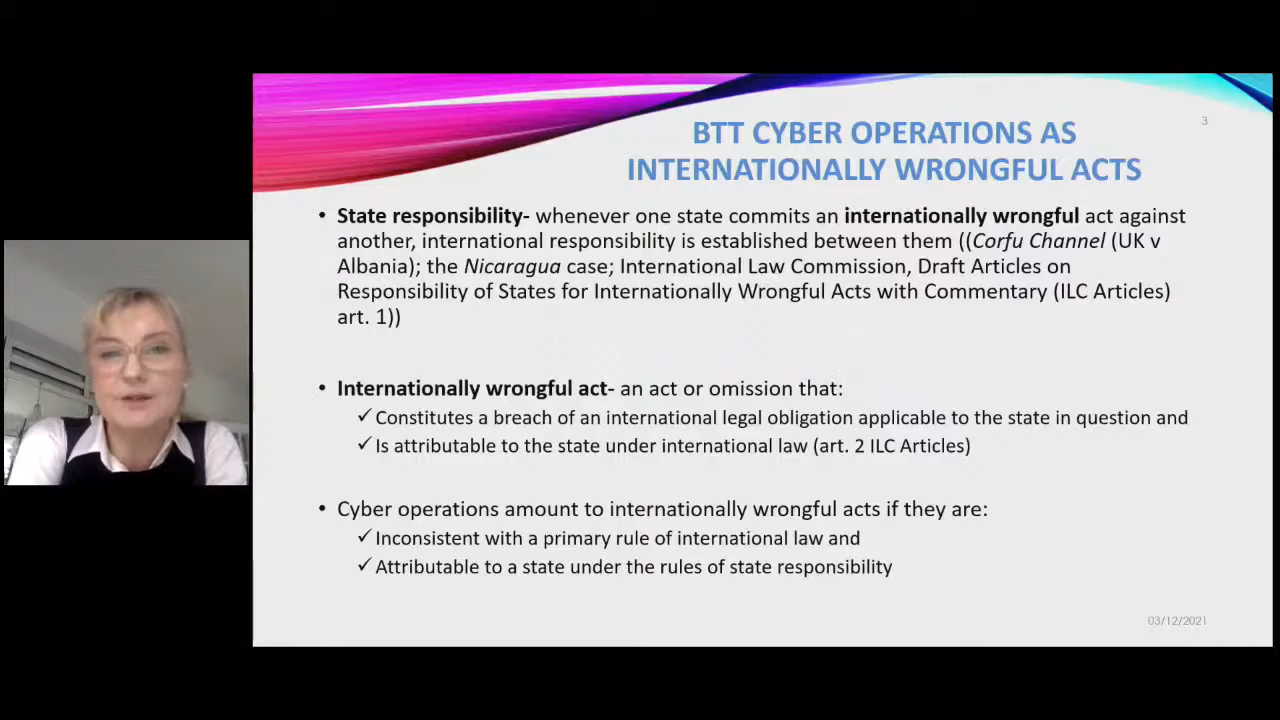 3
BTT CYBER OPERATIONS AS
INTERNATIONALLY WRONGFUL ACTS
• State responsibility- whenever one state commits an internationally wrongful act against
another, international responsibility is established between them ((Corfu Channel (UK v
Albania); the Nicaragua case; International Law Commission, Draft Articles on
Responsibility of States for Internationally Wrongful Acts with Commentary (ILC Articles)
art. 1))
• Internationally wrongful act- an act or omission that:
✓ Constitutes a breach of an international legal obligation applicable to the state in question and
✓ Is attributable to the state under international law (art. 2 ILC Articles)
• Cyber operations amount to internationally wrongful acts if they are:
✓ Inconsistent with a primary rule of international law and
✓ Attributable to a state under the rules of state responsibility
03/12/2021